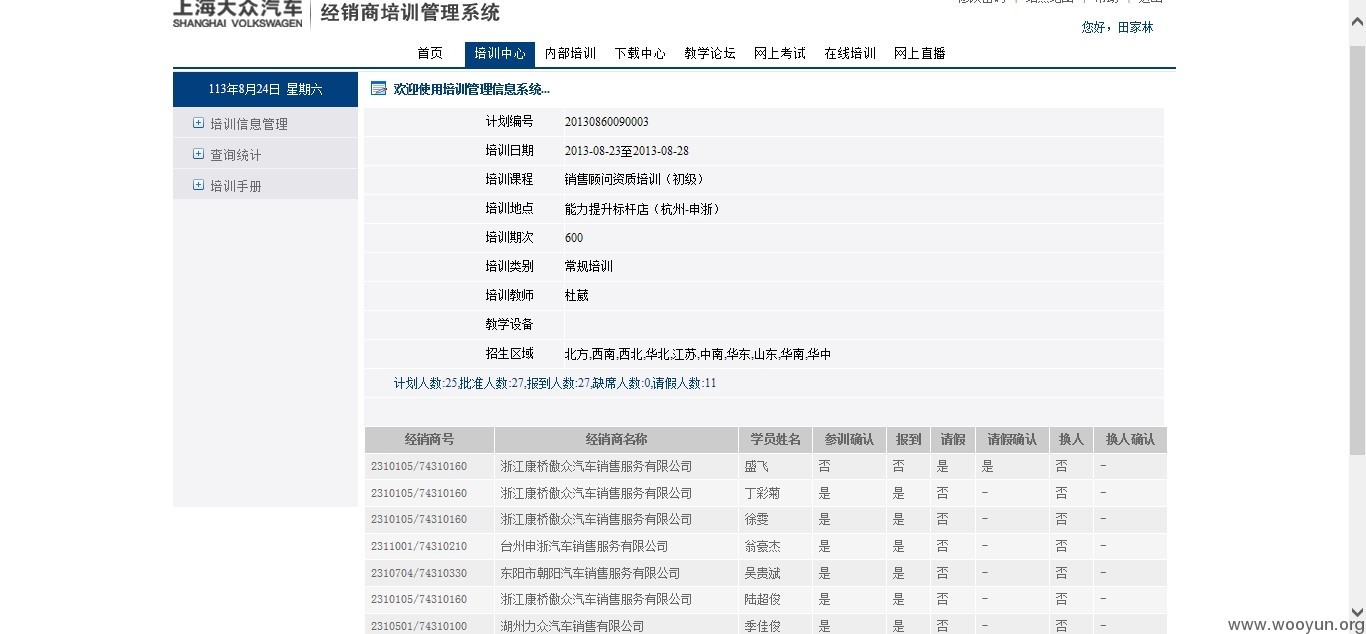 上海大众汽车
SHANGHAI VOLKSWAGEN
经销商培训管理系统
您好，田家林
首页 培训中心 内部培训 下载中心 教学论坛 网上考试 在线培训 网上直播
113年8月24日 星期六
培训信息管理
查询统计
培训手册
欢迎使用培训管理信息系统...
计划编号 20130860090003
培训日期 2013-08-23至2013-08-28
培训课程 销售顾问资质培训（初级）
培训地点 能力提升标杆店（杭州-申浙）
培训期次 600
培训类别 常规培训
培训教师 杜葳
教学设备
招生区域 北方,西南,西北,华北,江苏,中南,华东,山东,华南,华中
计划人数:25,批准人数:27,报到人数:27,缺席人数:0,请假人数:11
经销商号 经销商名称 学员姓名 参训确认 报到 请假 请假确认 换人 换人确认
2310105/74310160 浙江康桥傲众汽车销售服务有限公司 盛飞 否 否 是 是 否 -
2310105/74310160 浙江康桥傲众汽车销售服务有限公司 丁彩菊 是 是 否 - 否 -
2310105/74310160 浙江康桥傲众汽车销售服务有限公司 徐雯 是 是 否 - 否 -
2311001/74310210 台州申浙汽车销售服务有限公司 翁豪杰 是 是 否 - 否 -
2310704/74310330 东阳市朝阳汽车销售服务有限公司 吴贵斌 是 是 否 - 否 -
2310105/74310160 浙江康桥傲众汽车销售服务有限公司 陆超俊 是 是 否 - 否 -
2310501/74310100 湖州力众汽车销售有限公司 季佳俊 是 是 否 - 否 -
www.wooyun.org